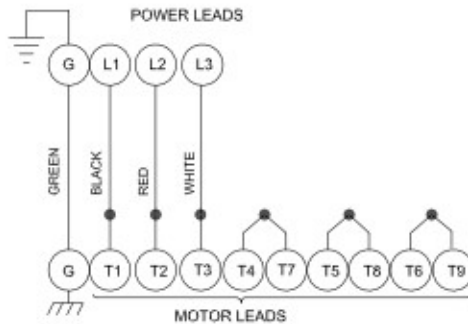 POWER LEADS
G L1 L2 L3
GREEN BLACK RED WHITE
G T1 T2 T3 T4 T7 T5 T8 T6 T9
MOTOR LEADS